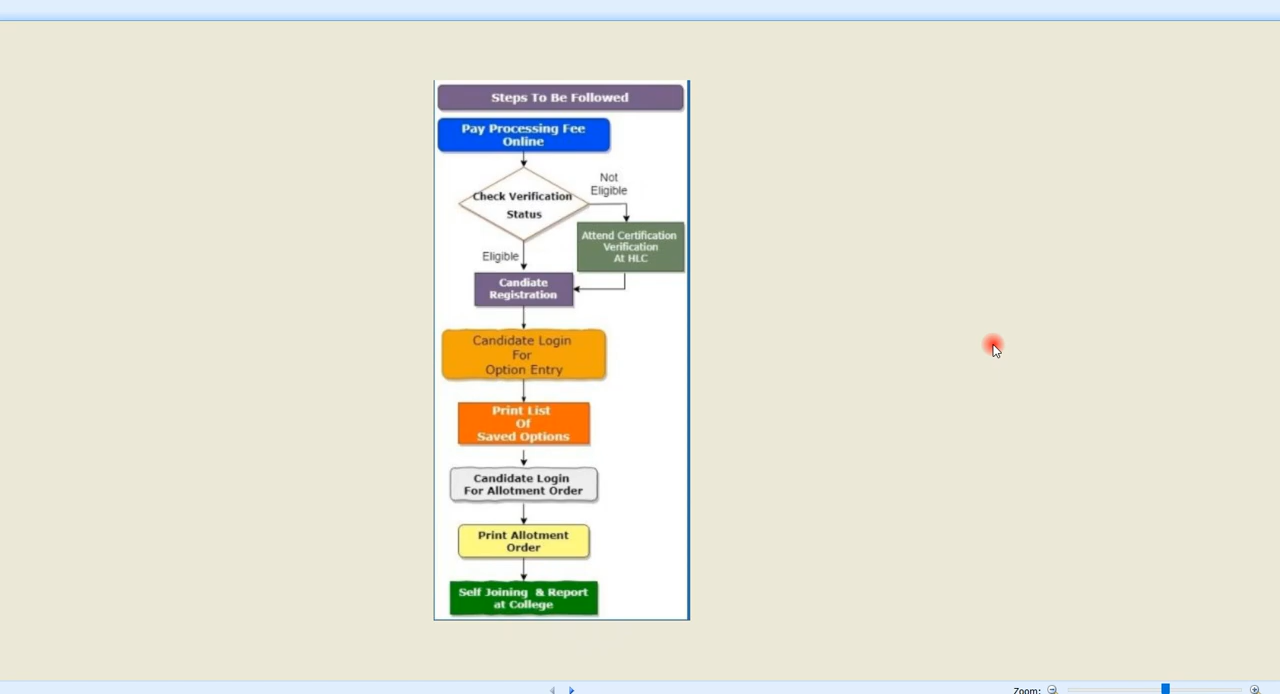 Steps To Be Followed
Pay Processing Fee
Online
Check Verification
Status
Not
Eligible
Attend Certification
Verification
At HLC
Eligible
Candiate
Registration
Candidate Login
For
Option Entry
Print List
Of
Saved Options
Candidate Login
For Allotment Order
Print Allotment
Order
Self Joining & Report
at College
Zoom: